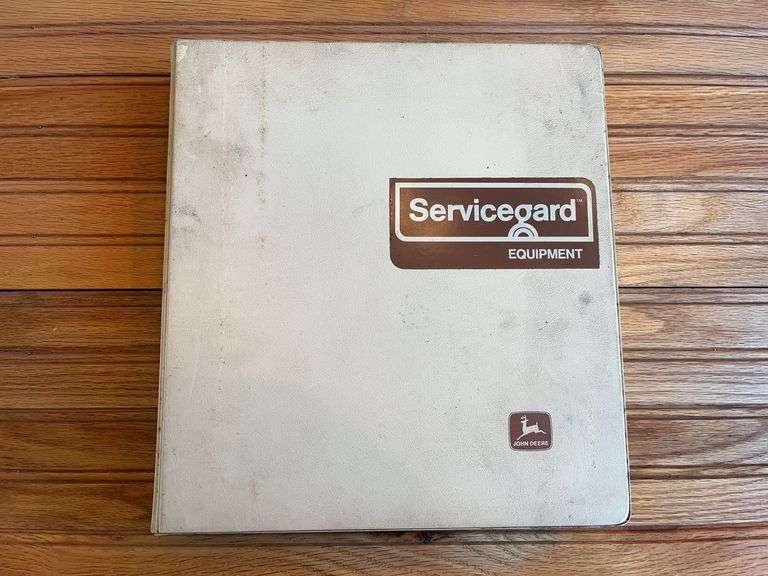 Servicegard™
EQUIPMENT
JOHN DEERE